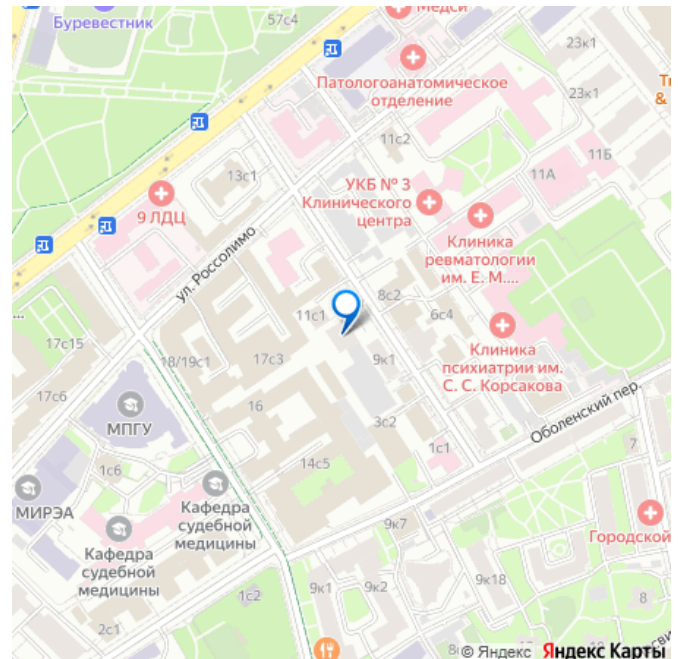 Буревестник
57с4
Медси
Патологоанатомическое
отделение
23к1
23к1
11с2
13с1
9 ЛДЦ
УКБ № 3
Клинического
центра
11Б
11А
Клиника
ревматологии
им. Е. М....
ул. Россолимо
11с1
8с2
6с4
17с15
18/19с1
17с3
9к1
Клиника
психиатрии им.
С. С. Корсакова
17с6
16
МПГУ
3с2
Оболенский пер.
1с1
7
14с5
1с6
МИРЭА
Кафедра
судебной
медицины
Кафедра
судебной
медицины
9к7
Городской
9к1
9к2
9к18
8
1с2
2с1
© Яндекс Яндекс Карты